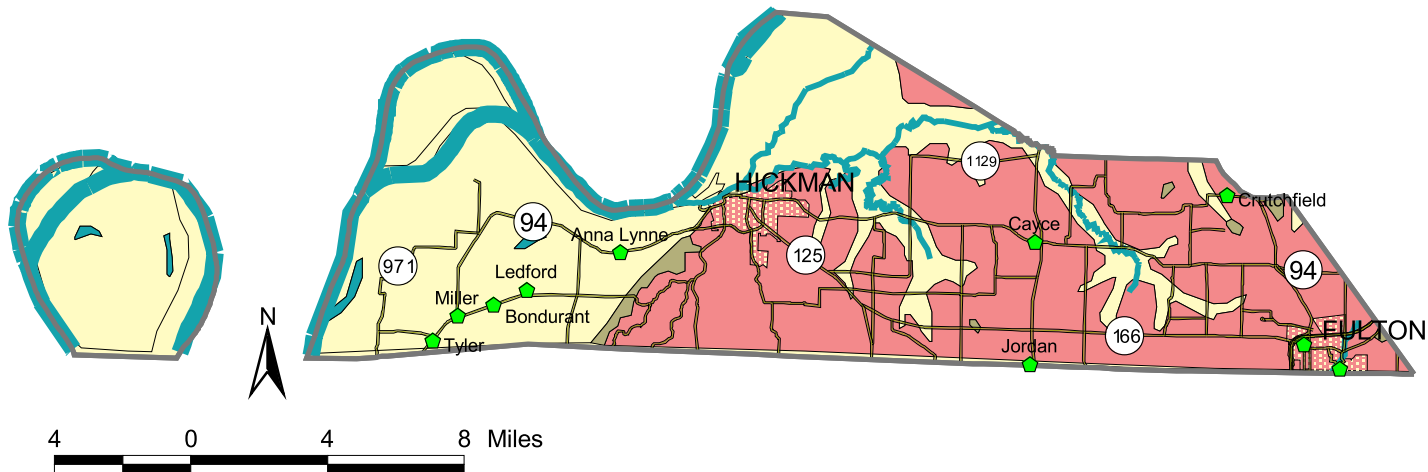 HICKMAN
1129
Crutchfield
94
Anna Lynne
Cayce
971
125
94
Ledford
Miller
Bondurant
N
166
FULTON
Tyler
Jordan
4 0 4 8 Miles